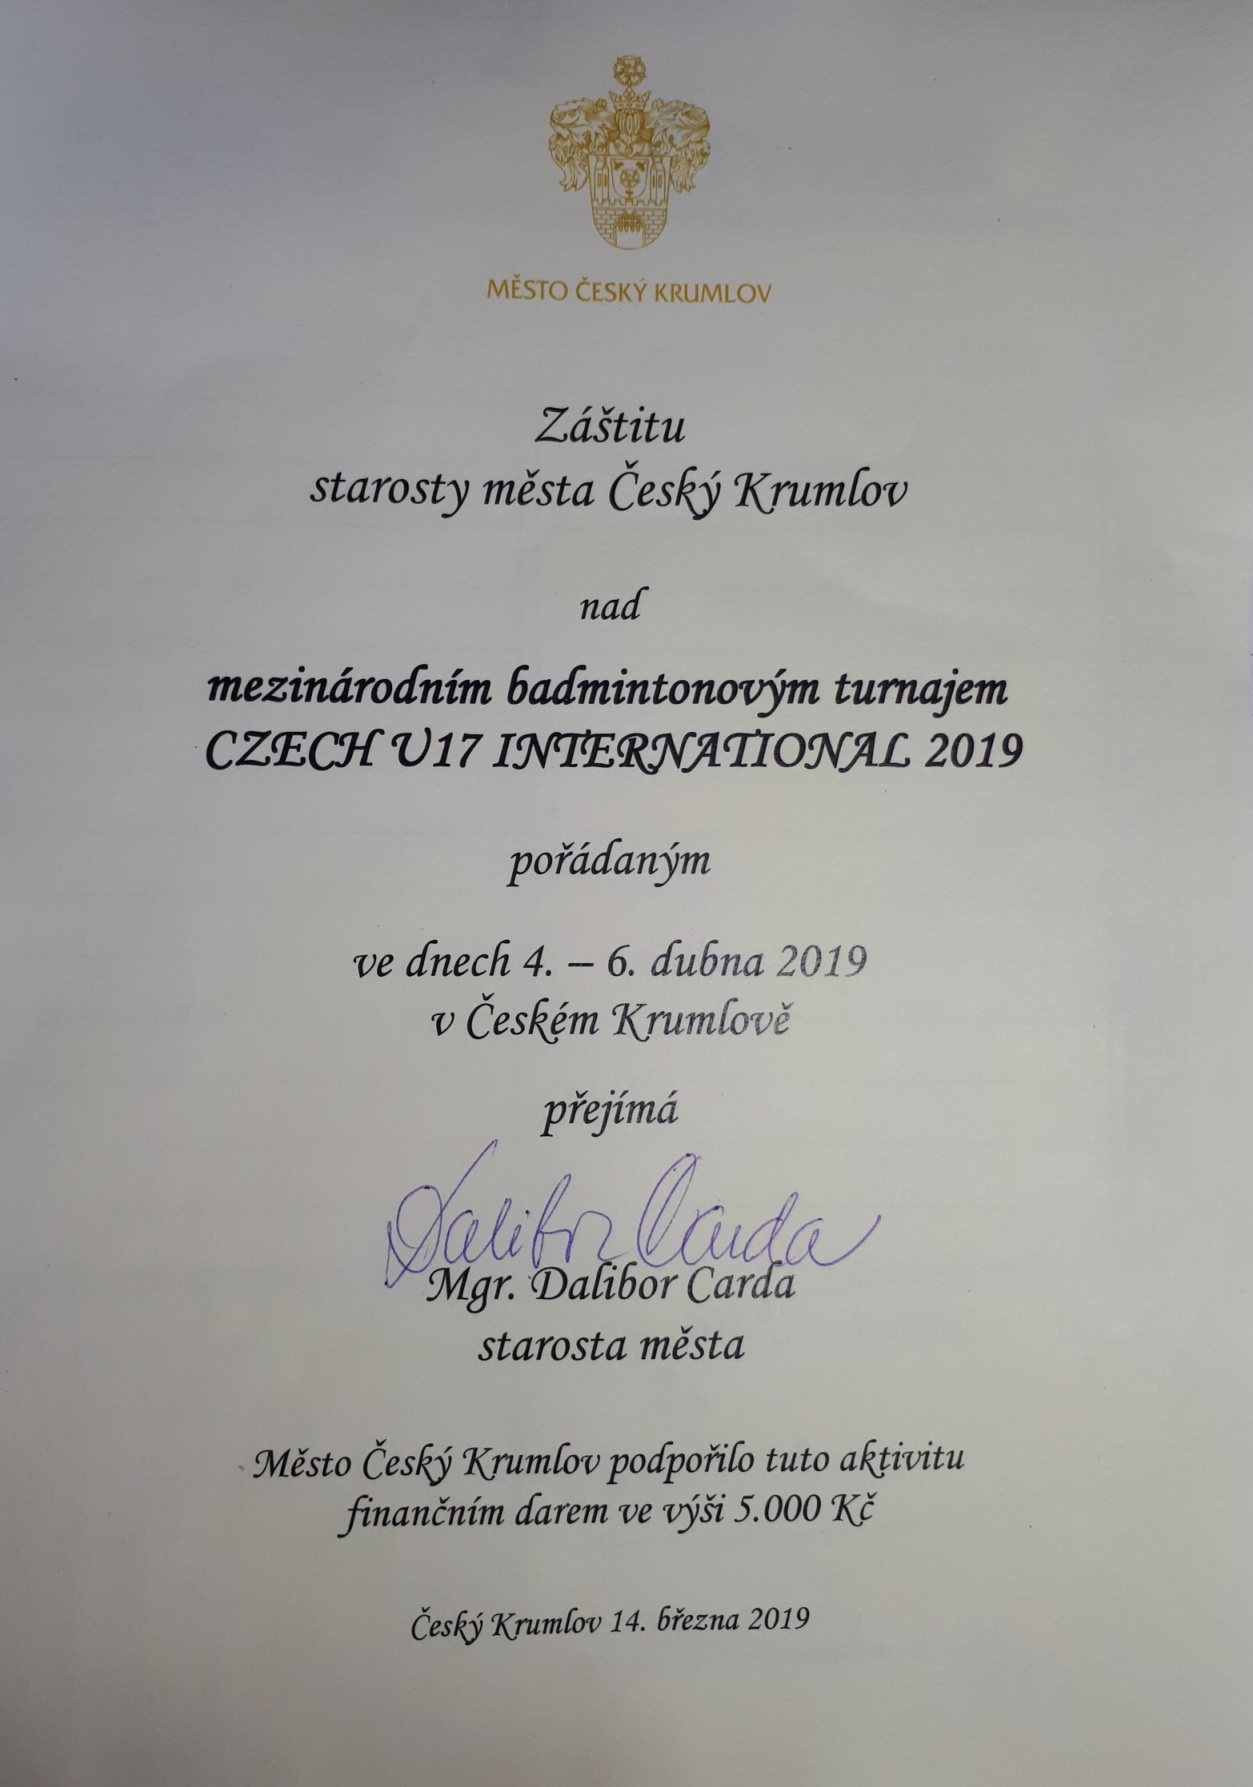 MĚSTO ČESKÝ KRUMLOV
Záštitu
starosty města Český Krumlov
nad
mezinárodním badmintonovým turnajem
CZECH U17 INTERNATIONAL 2019
pořádaným
ve dnech 4. – 6. dubna 2019
v Českém Krumlově
přejímá
Dalibor Carda
Mgr. Dalibor Carda
starosta města
Město Český Krumlov podpořilo tuto aktivitu
finančním darem ve výši 5.000 Kč
Český Krumlov 14. března 2019